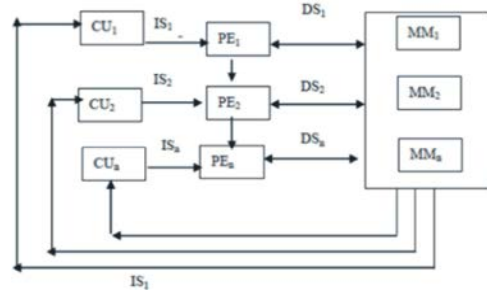 DS₁
CU₁ IS₁ PE₁ MM₁
IS₂ DS₂
CU₂ PE₂ MM₂
ISₙ DSₙ
CUₙ PEₙ MMₙ
IS₁